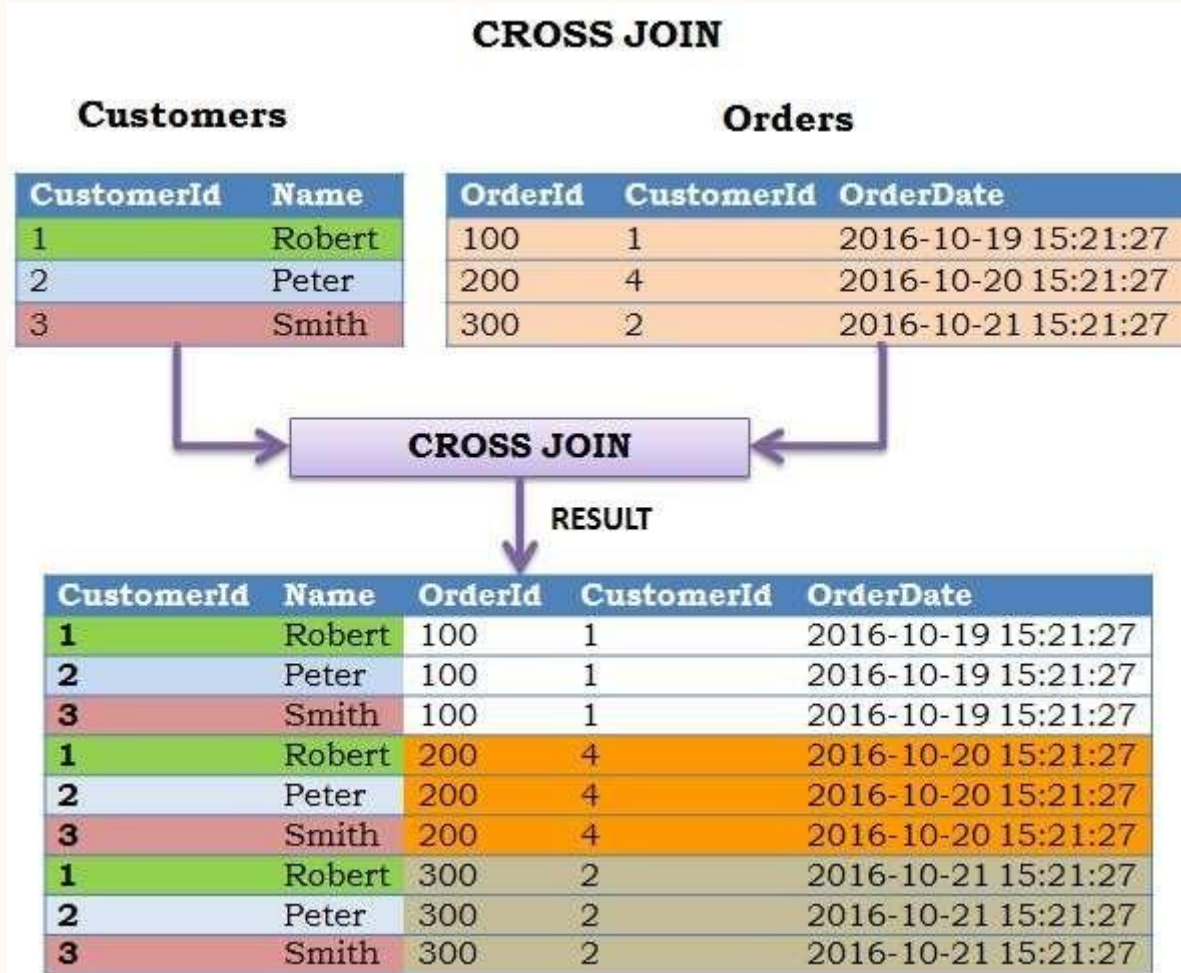 CROSS JOIN
Customers
Orders
CustomerId Name
1 Robert
2 Peter
3 Smith
OrderId CustomerId OrderDate
100 1 2016-10-19 15:21:27
200 4 2016-10-20 15:21:27
300 2 2016-10-21 15:21:27
CROSS JOIN
RESULT
CustomerId Name OrderId CustomerId OrderDate
1 Robert 100 1 2016-10-19 15:21:27
2 Peter 100 1 2016-10-19 15:21:27
3 Smith 100 1 2016-10-19 15:21:27
1 Robert 200 4 2016-10-20 15:21:27
2 Peter 200 4 2016-10-20 15:21:27
3 Smith 200 4 2016-10-20 15:21:27
1 Robert 300 2 2016-10-21 15:21:27
2 Peter 300 2 2016-10-21 15:21:27
3 Smith 300 2 2016-10-21 15:21:27